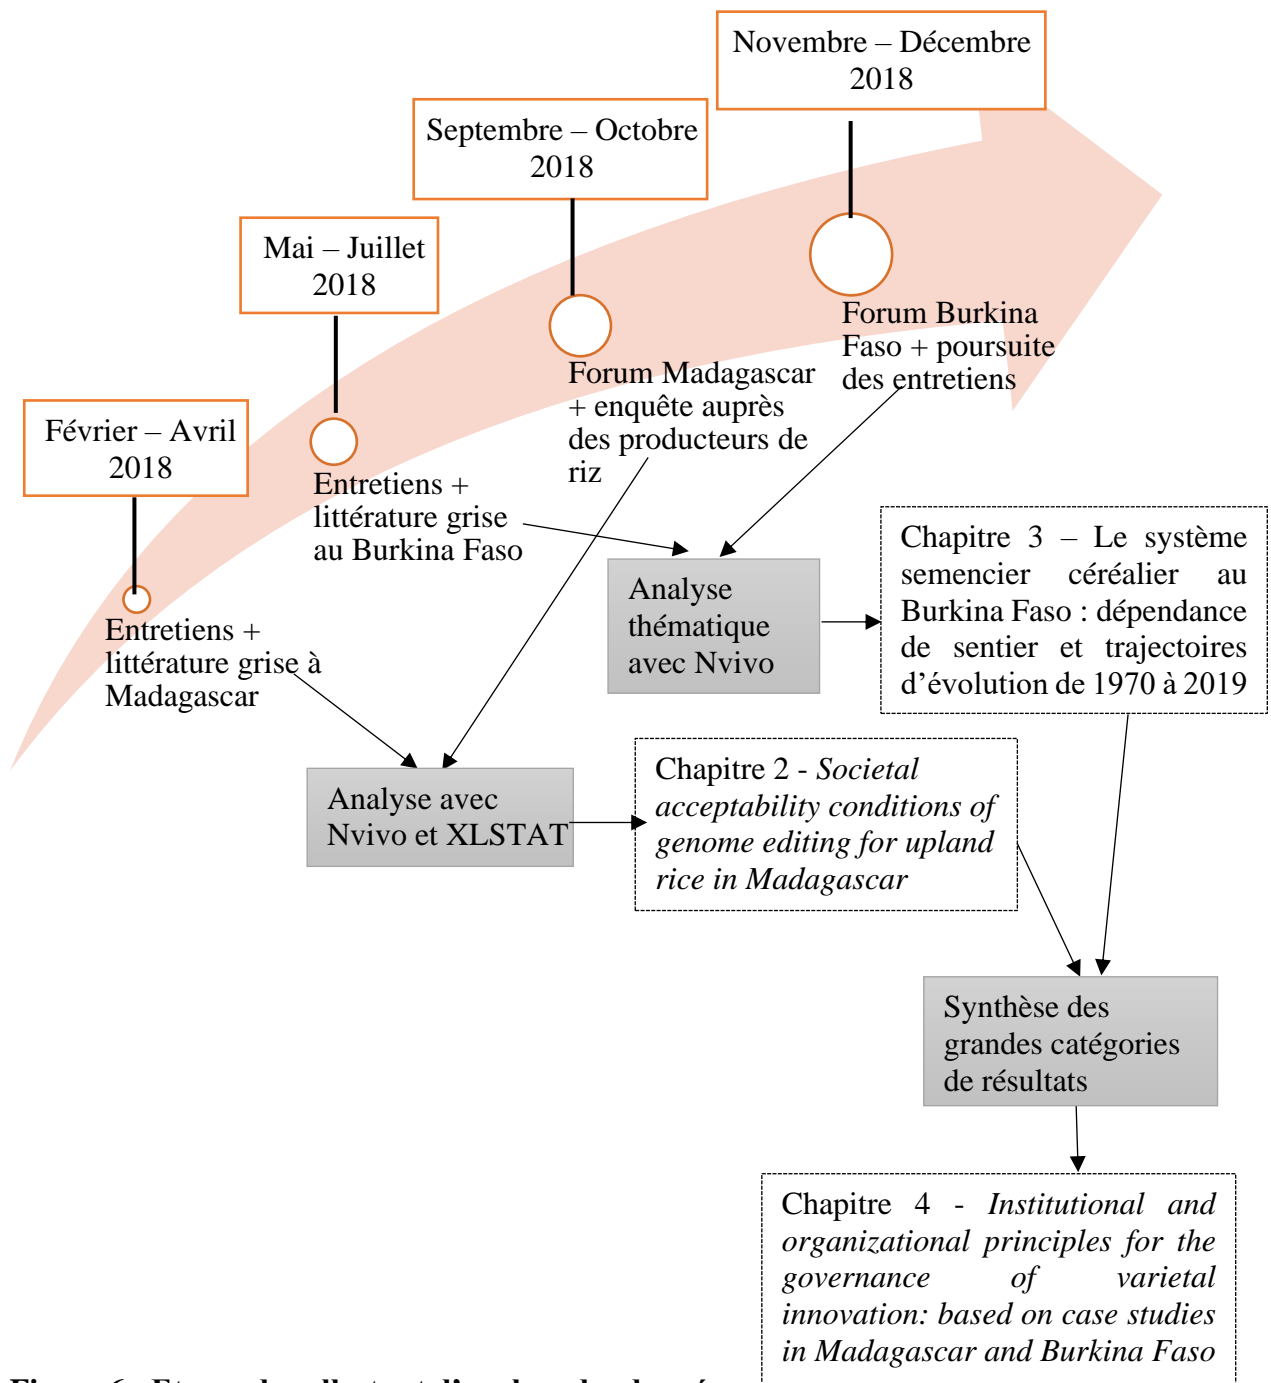 Novembre – Décembre
2018
Septembre – Octobre
2018
Mai – Juillet
2018
Février – Avril
2018
Forum Burkina
Faso + poursuite
des entretiens
Forum Madagascar
+ enquête auprès
des producteurs de
riz
Entretiens +
littérature grise
au Burkina Faso
Entretiens +
littérature grise à
Madagascar
Analyse
thématique
avec Nvivo
Chapitre 3 – Le système
semencier céréalier au
Burkina Faso : dépendance
de sentier et trajectoires
d’évolution de 1970 à 2019
Analyse avec
Nvivo et XLSTAT
Chapitre 2 - Societal
acceptability conditions of
genome editing for upland
rice in Madagascar
Synthèse des
grandes catégories
de résultats
Chapitre 4 - Institutional and
organizational principles for the
governance of varietal
innovation: based on case studies
in Madagascar and Burkina Faso